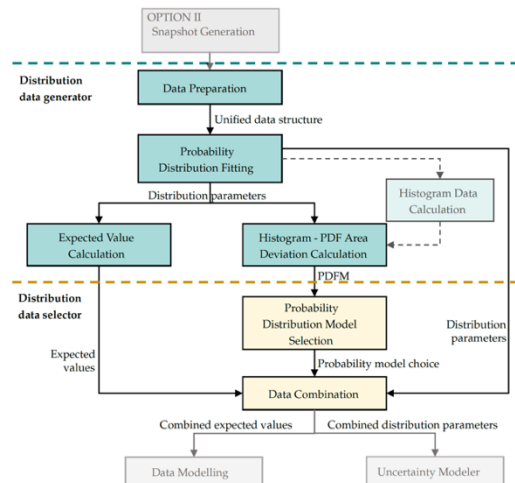 OPTION II
Snapshot Generation
Distribution
data generator
Data Preparation
Unified data structure
Probability
Distribution Fitting
Distribution parameters
Histogram Data
Calculation
Expected Value
Calculation
Histogram - PDF Area
Deviation Calculation
PDFM
Distribution
data selector
Probability
Distribution Model
Selection
Distribution
parameters
Expected
values
Probability model choice
Data Combination
Combined expected values
Combined distribution parameters
Data Modelling
Uncertainty Modeler